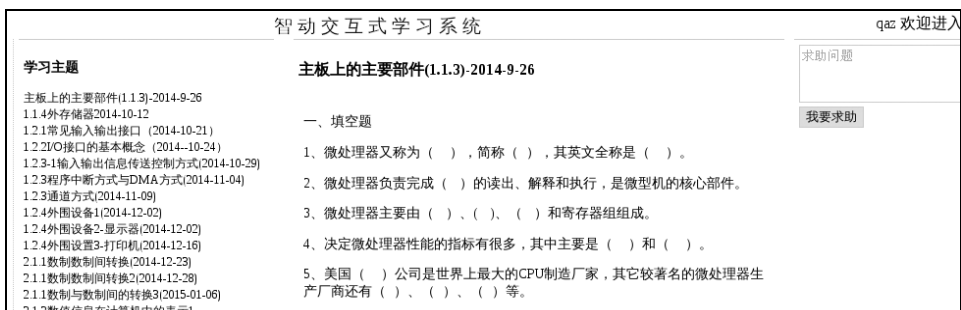 智动交互式学习系统
qaz 欢迎进入
学习主题
主板上的主要部件(1.1.3)-2014-9-26
1.1.4外存储器2014-10-12
1.2.1常见输入输出接口（2014-10-21）
1.2.2I/O接口的基本概念（2014--10-24）
1.2.3-1输入输出信息传送控制方式(2014-10-29)
1.2.3程序中断方式与DMA方式(2014-11-04)
1.2.3通道方式(2014-11-09)
1.2.4外围设备1(2014-12-02)
1.2.4外围设备2-显示器(2014-12-02)
1.2.4外围设置3-打印机(2014-12-16)
2.1.1数制数制间转换(2014-12-23)
2.1.1数制数制间转换2(2014-12-28)
2.1.1数制与数制间的转换3(2015-01-06)
主板上的主要部件(1.1.3)-2014-9-26
一、填空题
1、微处理器又称为（ ），简称（ ），其英文全称是（ ）。
2、微处理器负责完成（ ）的读出、解释和执行，是微型机的核心部件。
3、微处理器主要由（ ）、（ ）、（ ）和寄存器组组成。
4、决定微处理器性能的指标有很多，其中主要是（ ）和（ ）。
5、美国（ ）公司是世界上最大的CPU制造厂家，其它较著名的微处理器生
产厂商还有（ ）、（ ）、（ ）等。
求助问题
我要求助